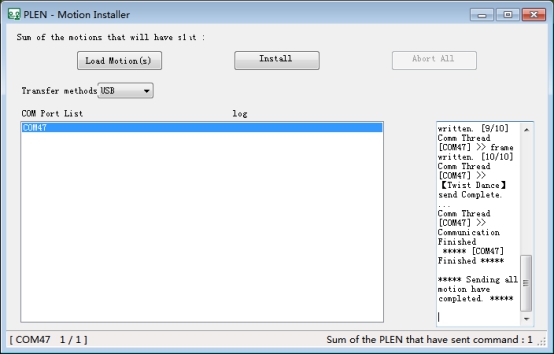 PLEN - Motion Installer
Sum of the motions that will have slit :
Load Motion(s)
Install
Abort All
Transfer methods USB
COM Port List
log
COM47
written. [9/10]
Comm Thread
[COM47] >> frame
written. [10/10]
Comm Thread
[COM47] >>
【Twist Dance】
send Complete.
...
Comm Thread
[COM47] >>
Communication
Finished
***** [COM47]
Finished *****
***** Sending all
motion have
completed. *****
[ COM47 1 / 1 ]
Sum of the PLEN that have sent command : 1